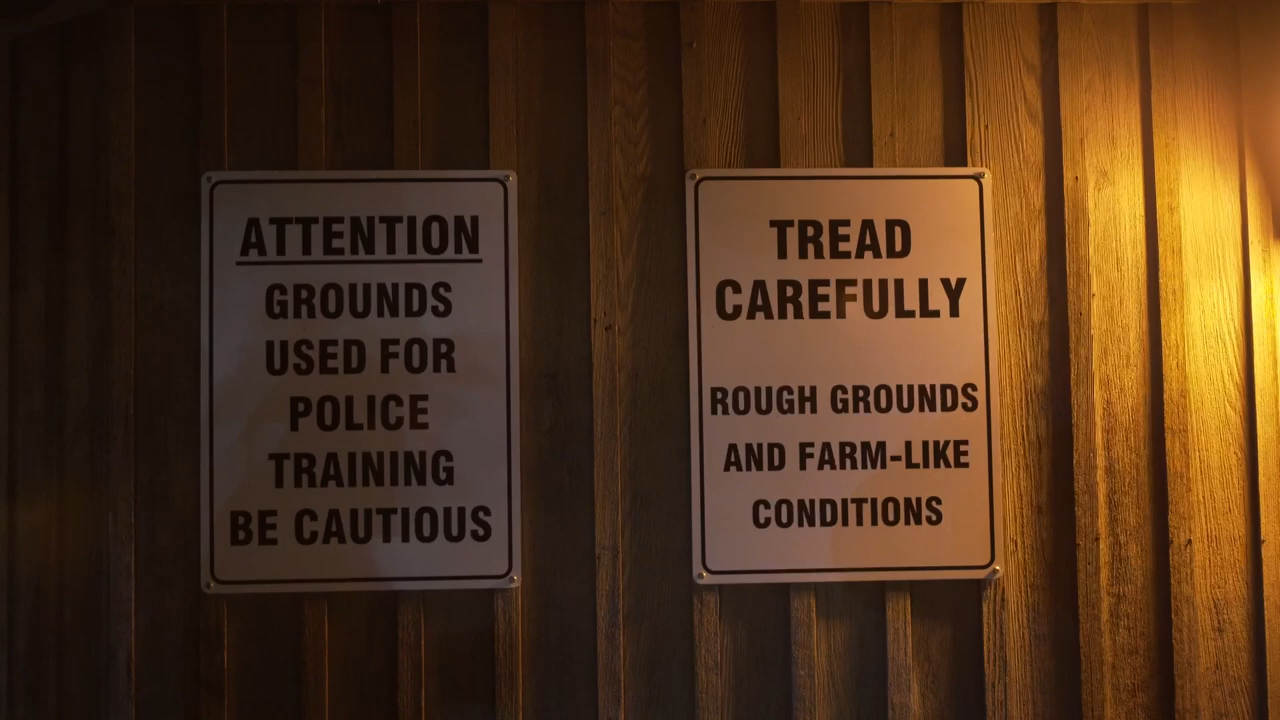 ATTENTION
GROUNDS
USED FOR
POLICE
TRAINING
BE CAUTIOUS
TREAD
CAREFULLY
ROUGH GROUNDS
AND FARM-LIKE
CONDITIONS